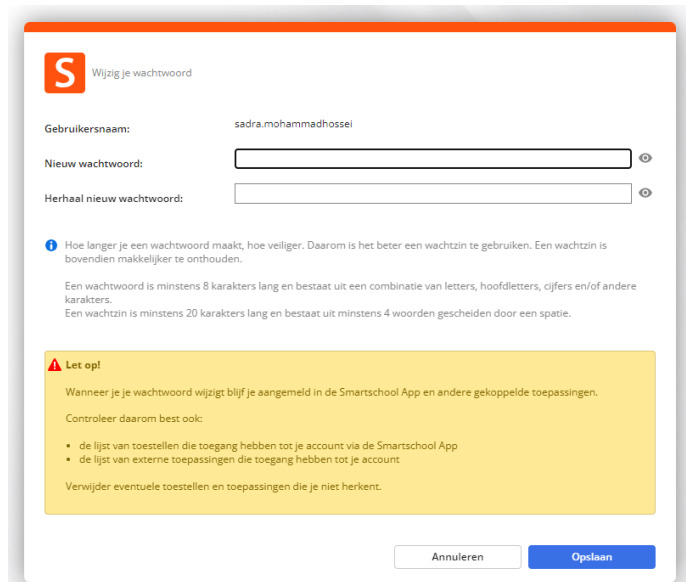 S
Wijzig je wachtwoord
Gebruikersnaam: sadra.mohammadhossei
Nieuw wachtwoord:
Herhaal nieuw wachtwoord:
Hoe langer je een wachtwoord maakt, hoe veiliger. Daarom is het beter een wachtzin te gebruiken. Een wachtzin is
bovendien makkelijker te onthouden.
Een wachtwoord is minstens 8 karakters lang en bestaat uit een combinatie van letters, hoofdletters, cijfers en/of andere
karakters.
Een wachtzin is minstens 20 karakters lang en bestaat uit minstens 4 woorden gescheiden door een spatie.
Let op!
Wanneer je je wachtwoord wijzigt blijf je aangemeld in de Smartschool App en andere gekoppelde toepassingen.
Controleer daarom best ook:
▪ de lijst van toestellen die toegang hebben tot je account via de Smartschool App
▪ de lijst van externe toepassingen die toegang hebben tot je account
Verwijder eventuele toestellen en toepassingen die je niet herkent.
Annuleren Opslaan